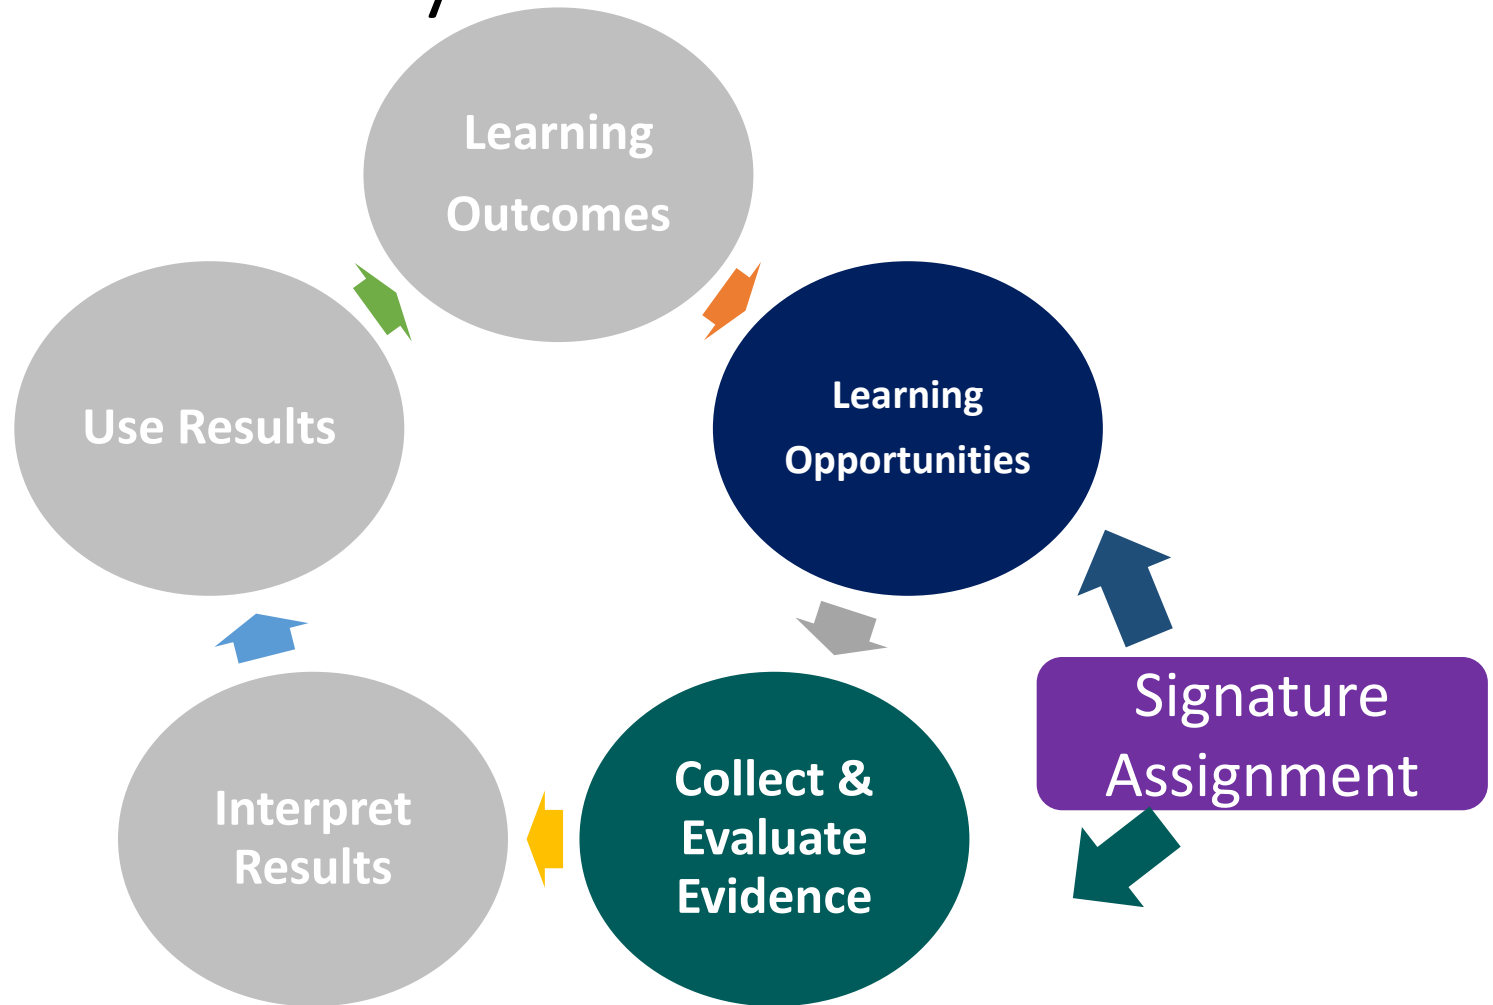 Learning
Outcomes
Learning
Opportunities
Use Results
Signature
Assignment
Collect &
Evaluate
Evidence
Interpret
Results